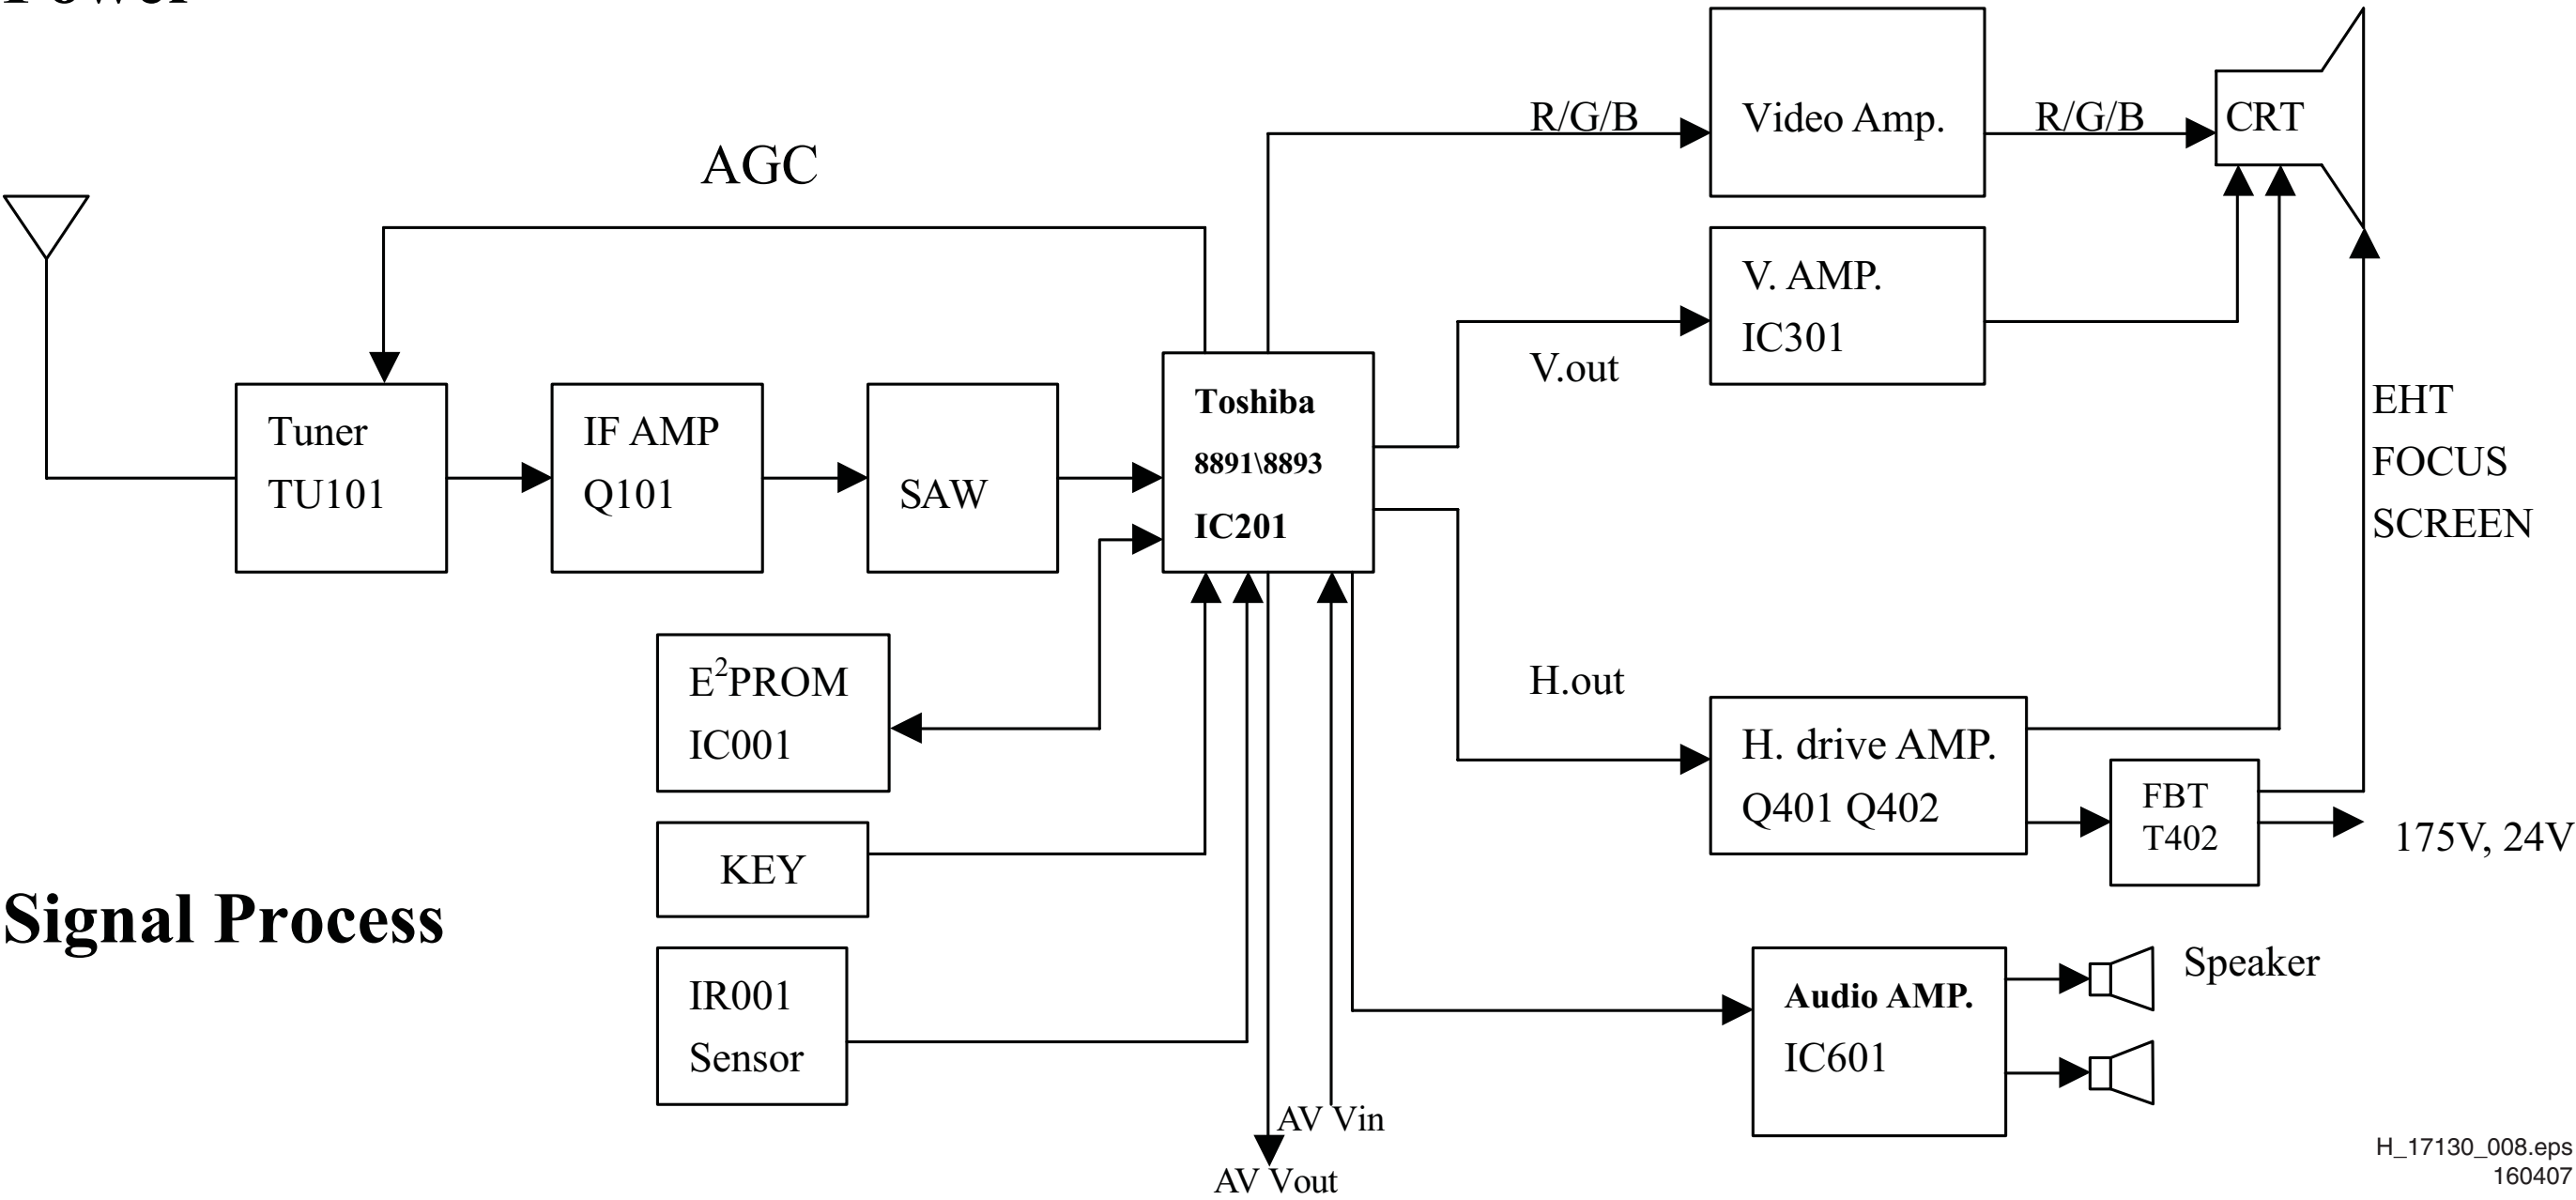 Power
R/G/B
Video Amp.
R/G/B
CRT
AGC
V. AMP.
IC301
V.out
Tuner
TU101
IF AMP
Q101
SAW
Toshiba
8891\8893
IC201
EHT
FOCUS
SCREEN
E²PROM
IC001
H.out
H. drive AMP.
Q401 Q402
FBT
T402
175V, 24V
KEY
Signal Process
IR001
Sensor
Audio AMP.
IC601
Speaker
AV Vin
AV Vout
H_17130_008.eps
160407